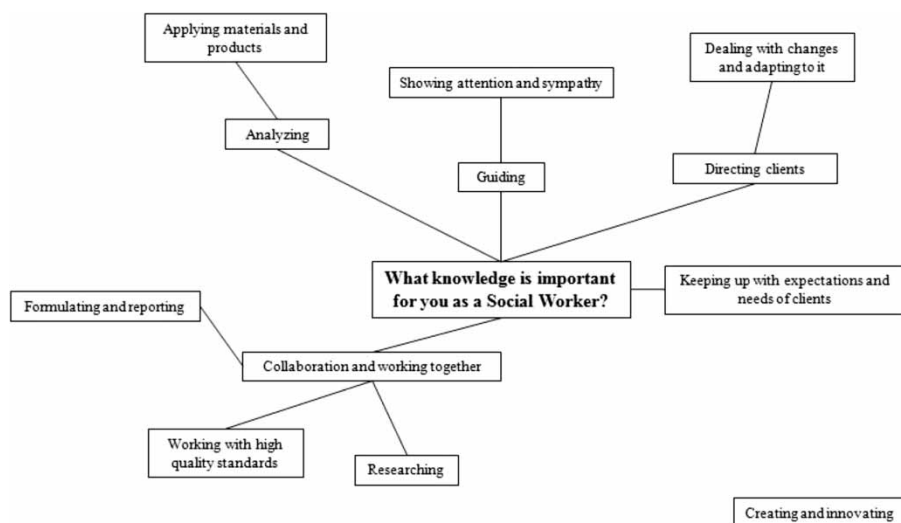 Applying materials and
products
Dealing with changes
and adapting to it
Showing attention and sympathy
Analyzing
Guiding
Directing clients
What knowledge is important
for you as a Social Worker?
Keeping up with expectations and
needs of clients
Formulating and reporting
Collaboration and working together
Working with high
quality standards
Researching
Creating and innovating